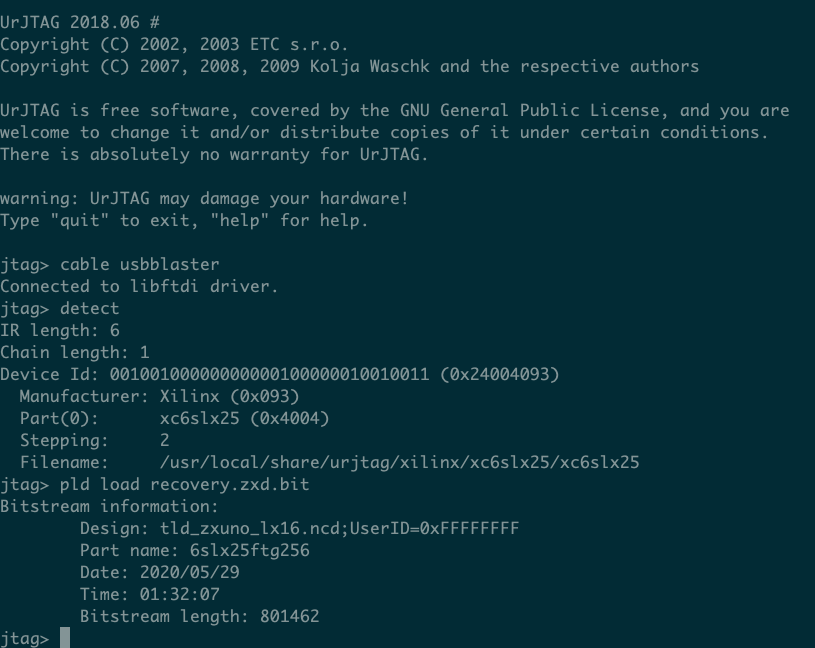 UrJTAG 2018.06 #
Copyright (C) 2002, 2003 ETC s.r.o.
Copyright (C) 2007, 2008, 2009 Kolja Waschk and the respective authors
UrJTAG is free software, covered by the GNU General Public License, and you are
welcome to change it and/or distribute copies of it under certain conditions.
There is absolutely no warranty for UrJTAG.
warning: UrJTAG may damage your hardware!
Type "quit" to exit, "help" for help.
jtag> cable usbblaster
Connected to libftdi driver.
jtag> detect
IR length: 6
Chain length: 1
Device Id: 00100100000000000100000010010011 (0x24004093)
Manufacturer: Xilinx (0x093)
Part(0): xc6slx25 (0x4004)
Stepping: 2
Filename: /usr/local/share/urjtag/xilinx/xc6slx25/xc6slx25
jtag> pld load recovery.zxd.bit
Bitstream information:
Design: tld_zxuno_lx16.ncd;UserID=0xFFFFFFFF
Part name: 6slx25ftg256
Date: 2020/05/29
Time: 01:32:07
Bitstream length: 801462
jtag>